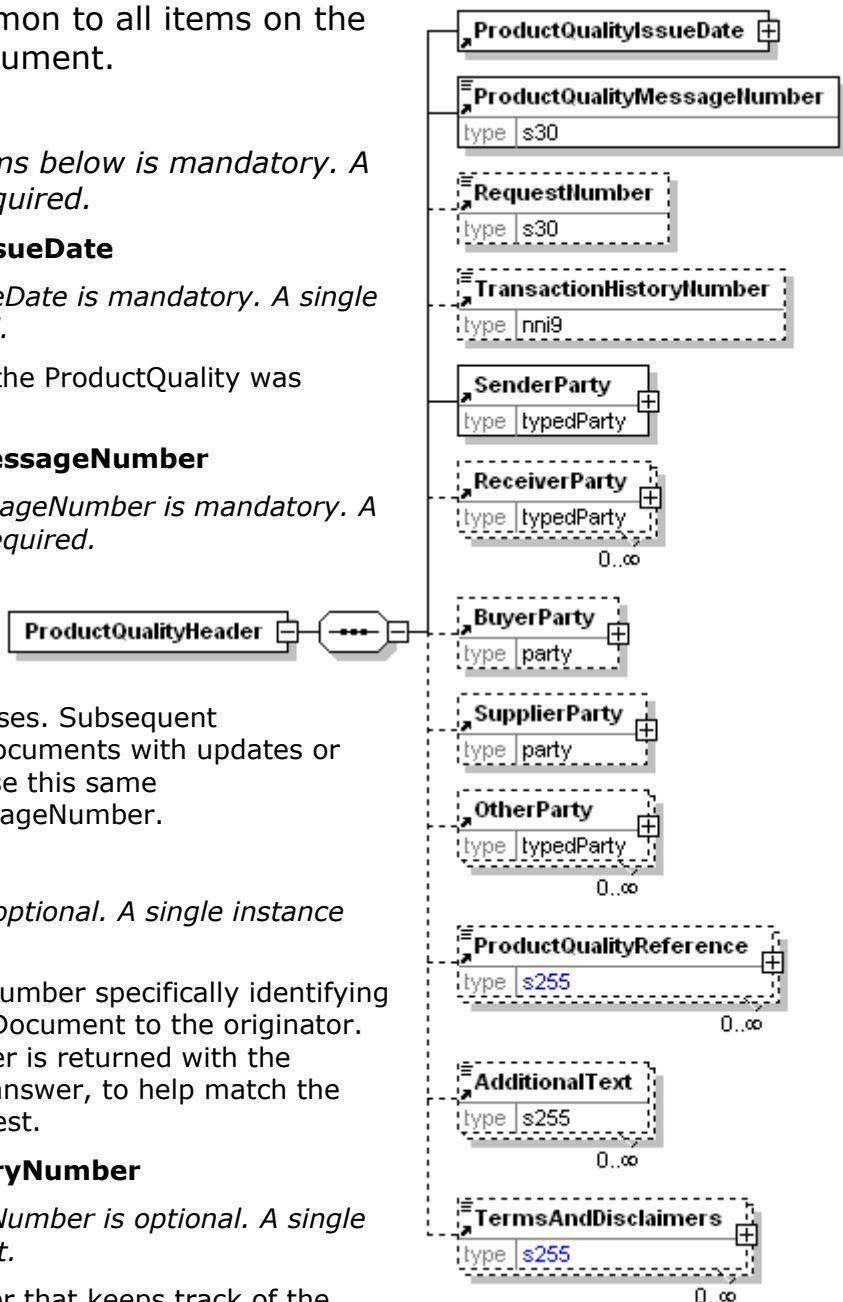 mon to all items on the
ument.
ms below is mandatory. A
quired.
ssueDate
eDate is mandatory. A single
.
the ProductQuality was
essageNumber
ageNumber is mandatory. A
equired.
ses. Subsequent
ocuments with updates or
se this same
ageNumber.
optional. A single instance
umber specifically identifying
Document to the originator.
er is returned with the
answer, to help match the
est.
ryNumber
Number is optional. A single
t.
er that keeps track of the
ProductQualityHeader
ProductQualityIssueDate
ProductQualityMessageNumber
type s30
RequestNumber
type s30
TransactionHistoryNumber
type nni9
SenderParty
type typedParty
ReceiverParty
type typedParty
0..∞
BuyerParty
type party
SupplierParty
type party
OtherParty
type typedParty
0..∞
ProductQualityReference
type s255
0..∞
AdditionalText
type s255
0..∞
TermsAndDisclaimers
type s255
0..∞